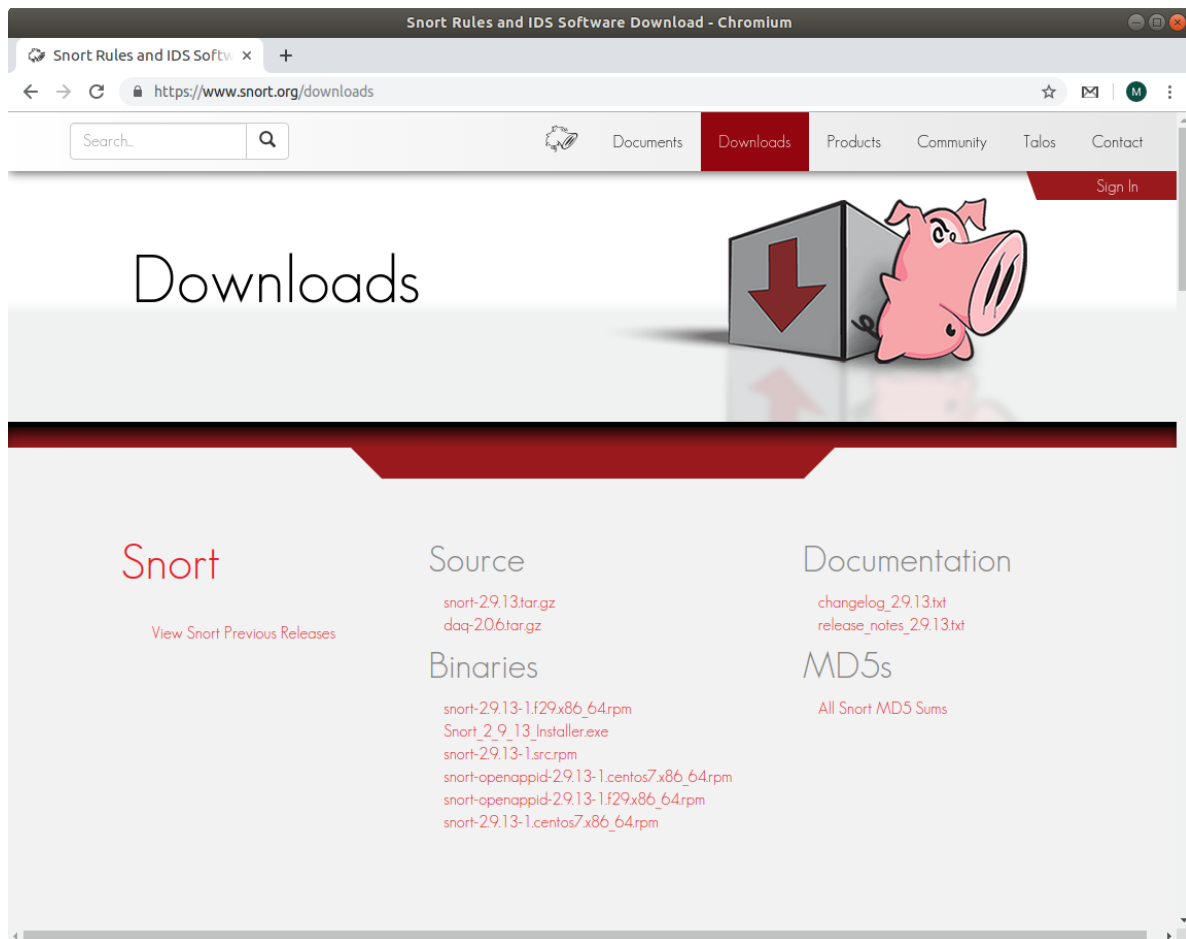 Snort Rules and IDS Software Download - Chromium
Snort Rules and IDS Softw
https://www.snort.org/downloads
M
Search..
Documents Downloads Products Community Talos Contact
Sign In
Downloads
Snort
View Snort Previous Releases
Source
snort-2.9.13.tar.gz
daq-2.0.6.tar.gz
Binaries
snort-2.9.13-1.f29.x86_64.rpm
Snort_2_9_13_Installer.exe
snort-2.9.13-1.src.rpm
snort-openappid-2.9.13-1.centos7.x86_64.rpm
snort-openappid-2.9.13-1.f29.x86_64.rpm
snort-2.9.13-1.centos7.x86_64.rpm
Documentation
changelog_2.9.13.txt
release_notes_2.9.13.txt
MD5s
All Snort MD5 Sums